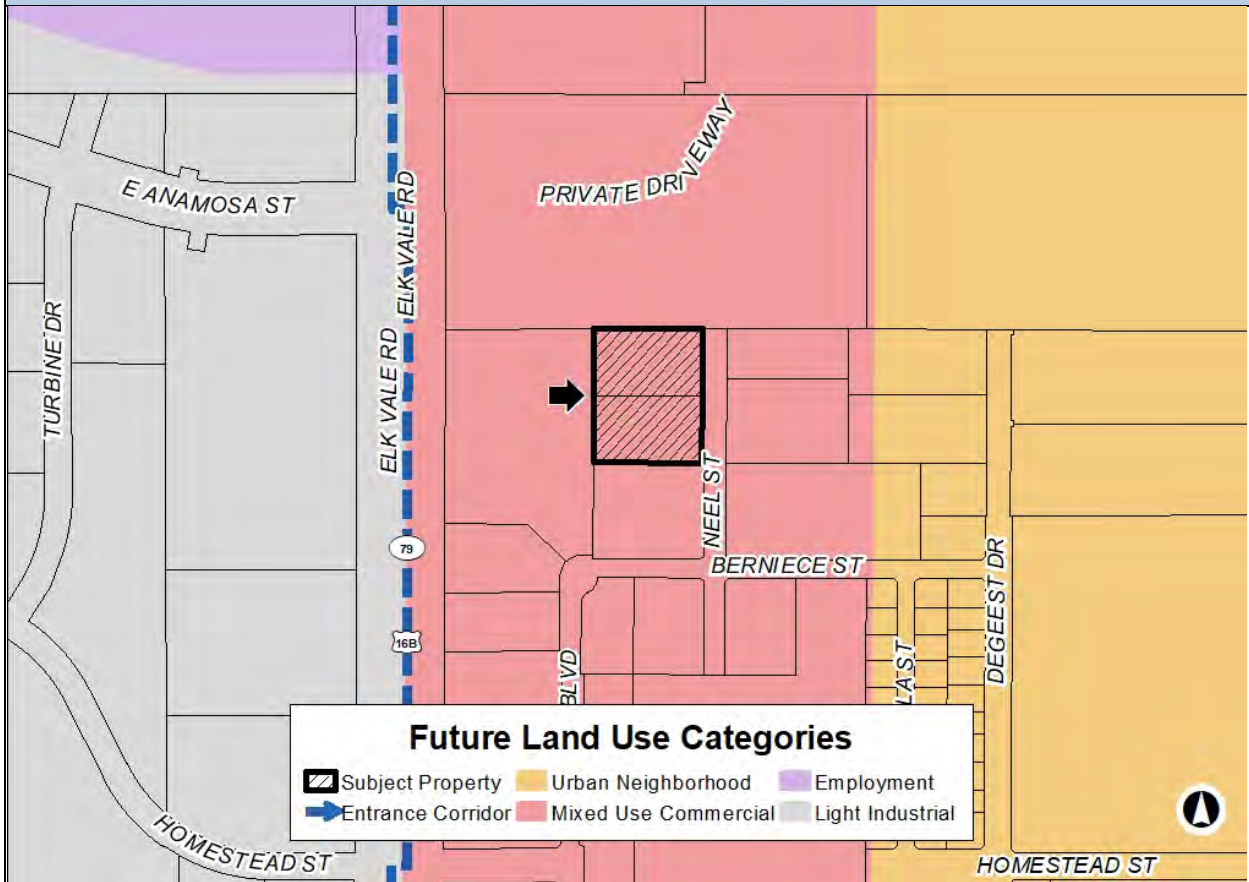 PRIVATE DRIVEWAY
E ANAMOSA ST
ELK VALE RD
TURBINE DR
ELK VALE RD
NEEL ST
79
BERNIECE ST
DEGEEST DR
16B
BLVD
LA ST
Future Land Use Categories
Subject Property Urban Neighborhood Employment
Entrance Corridor Mixed Use Commercial Light Industrial
HOMESTEAD ST
HOMESTEAD ST